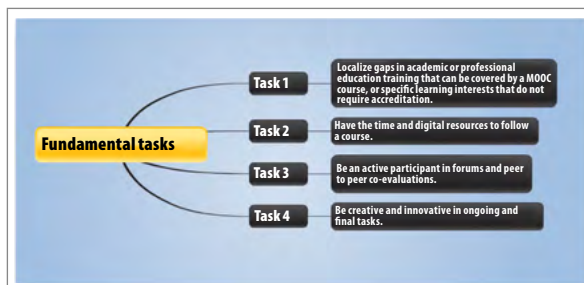 Fundamental tasks
Task 1
Localize gaps in academic or professional
education training that can be covered by a MOOC
course, or specific learning interests that do not
require accreditation.
Task 2
Have the time and digital resources to follow
a course.
Task 3
Be an active participant in forums and peer
to peer co-evaluations.
Task 4
Be creative and innovative in ongoing and
final tasks.